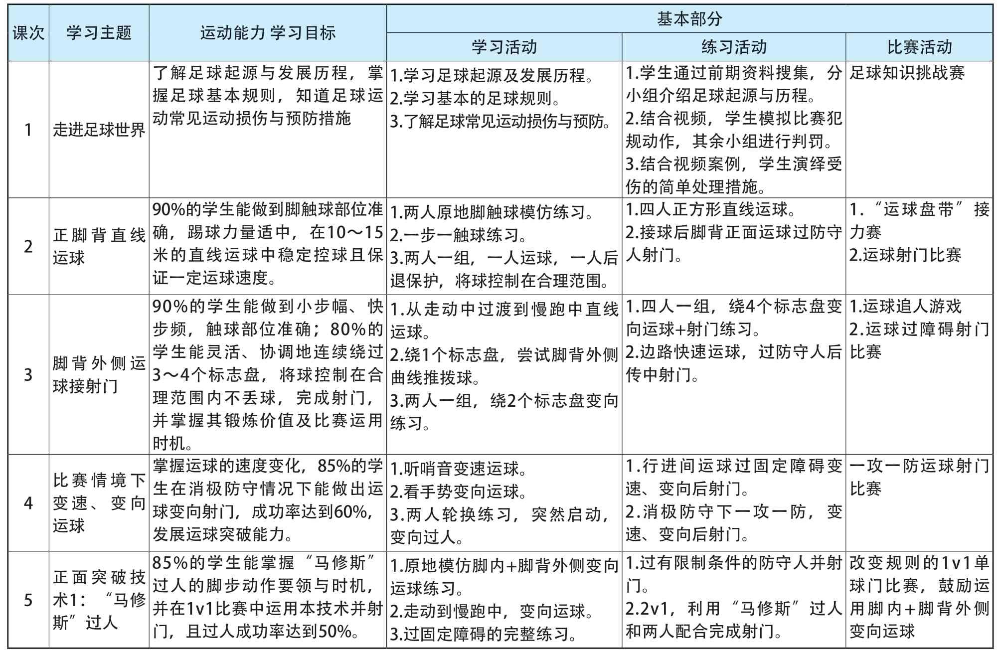 课次
学习主题
运动能力 学习目标
基本部分
学习活动
练习活动
比赛活动
1
走进足球世界
了解足球起源与发展历程，掌
握足球基本规则，知道足球运
动常见运动损伤与预防措施
1.学习足球起源及发展历程。
2.学习基本的足球规则。
3.了解足球常见运动损伤与预防。
1.学生通过前期资料搜集，分
小组介绍足球起源与历程。
2.结合视频，学生模拟比赛犯
规动作，其余小组进行判罚。
3.结合视频案例，学生演绎受
伤的简单处理措施。
足球知识挑战赛
2
正脚背直线
运球
90%的学生能做到脚触球部位准
确，踢球力量适中，在10～15
米的直线运球中稳定控球且保
证一定运球速度。
1.两人原地脚触球模仿练习。
2.一步一触球练习。
3.两人一组，一人运球，一人后
退保护，将球控制在合理范围。
1.四人正方形直线运球。
2.接球后脚背正面运球过防守
人射门。
1.“运球盘带”接
力赛
2.运球射门比赛
3
脚背外侧运
球接射门
90%的学生能做到小步幅、快
步频，触球部位准确；80%的
学生能灵活、协调地连续绕过
3～4个标志盘，将球控制在合
理范围内不丢球，完成射门，
并掌握其锻炼价值及比赛运用
时机。
1.从走动中过渡到慢跑中直线
运球。
2.绕1个标志盘，尝试脚背外侧
曲线推拨球。
3.两人一组，绕2个标志盘变向
练习。
1.四人一组，绕4个标志盘变
向运球+射门练习。
2.边路快速运球，过防守人后
传中射门。
1.运球追人游戏
2.运球过障碍射门
比赛
4
比赛情境下
变速、变向
运球
掌握运球的速度变化，85%的学
生在消极防守情况下能做出运
球变向射门，成功率达到60%，
发展运球突破能力。
1.听哨音变速运球。
2.看手势变向运球。
3.两人轮换练习，突然启动，
变向过人。
1.行进间运球过固定障碍变
速、变向后射门。
2.消极防守下一攻一防，变
速、变向后射门。
一攻一防运球射门
比赛
5
正面突破技
术1：“马修
斯”过人
85%的学生能掌握“马修斯”
过人的脚步动作要领与时机，
并在1v1比赛中运用本技术并射
门，且过人成功率达到50%。
1.原地模仿脚内+脚背外侧变向
运球练习。
2.走动到慢跑中，变向运球。
3.过固定障碍的完整练习。
1.过有限制条件的防守人并射
门。
2.2v1，利用“马修斯”过人
和两人配合完成射门。
改变规则的1v1单
球门比赛，鼓励运
用脚内+脚背外侧
变向运球